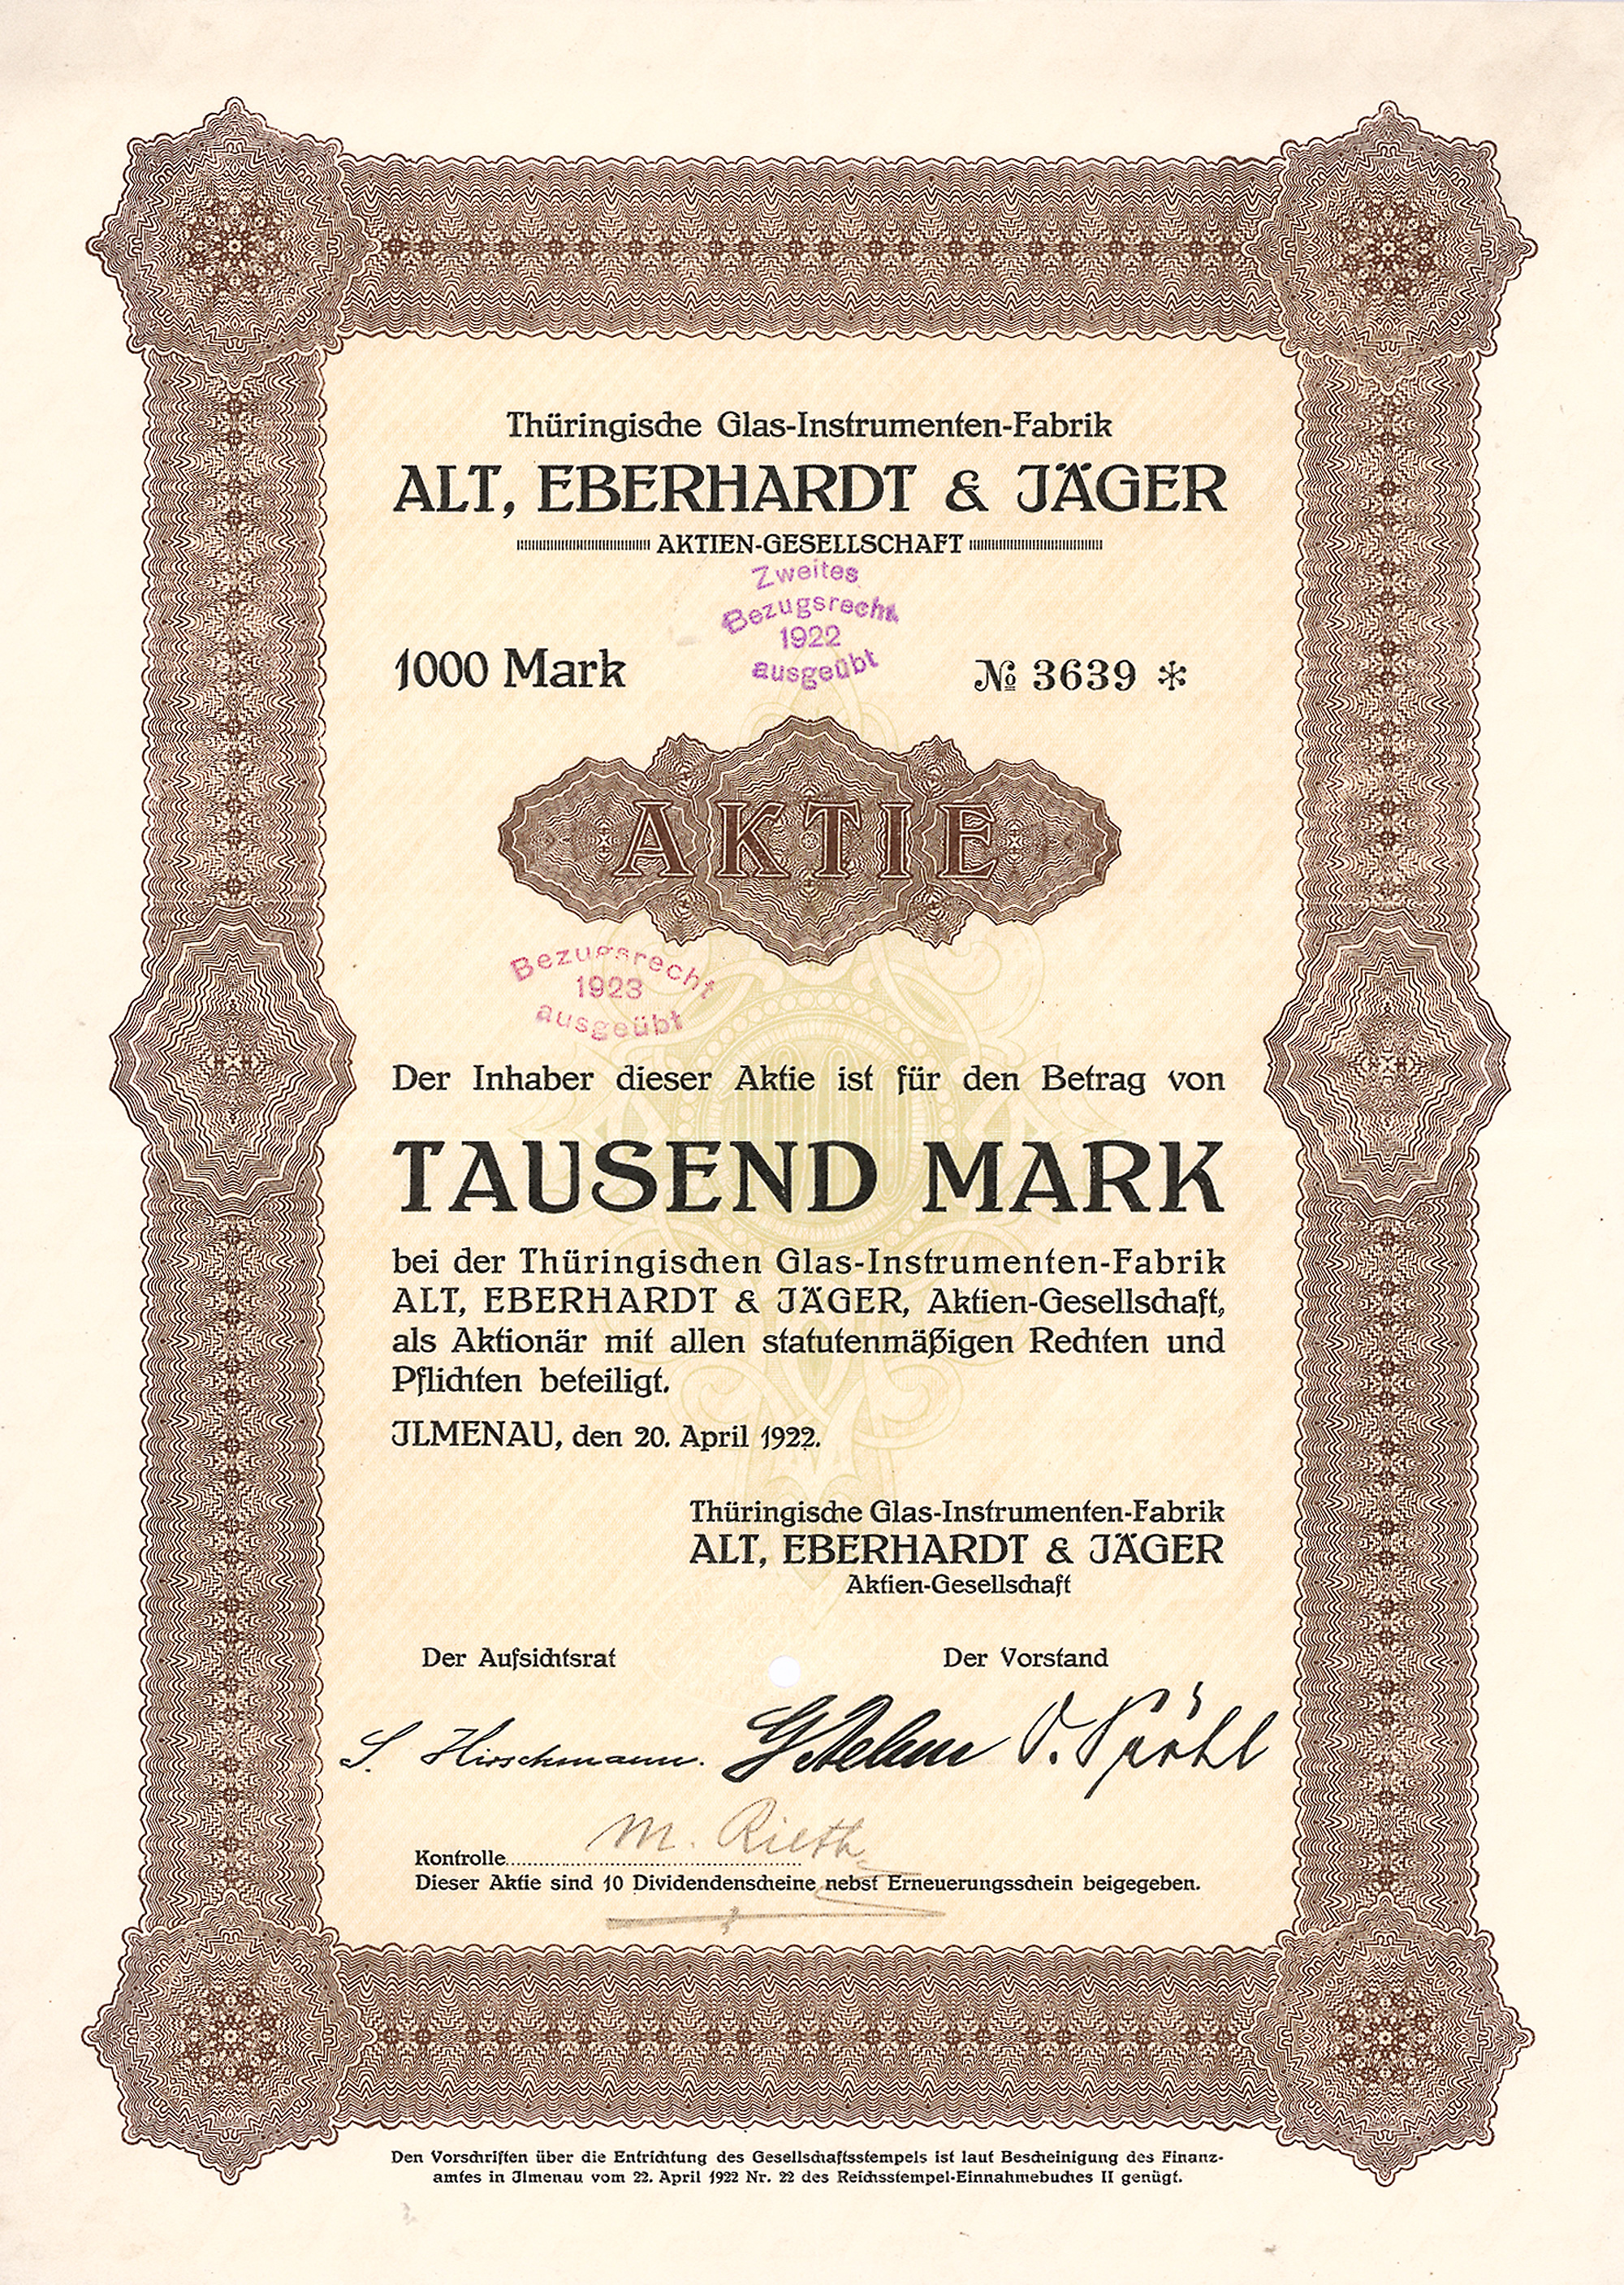 Thüringische Glas-Instrumenten-Fabrik
ALT, EBERHARDT & JÄGER
AKTIEN-GESELLSCHAFT
Zweites
Bezugsrecht
1922
ausgeübt
1000 Mark
№ 3639 *
AKTIE
Bezugsrecht
1923
ausgeübt
Der Inhaber dieser Aktie ist für den Betrag von
TAUSEND MARK
bei der Thüringischen Glas-Instrumenten-Fabrik
ALT, EBERHARDT & JÄGER, Aktien-Gesellschaft,
als Aktionär mit allen statutenmäßigen Rechten und
Pflichten beteiligt.
JLMENAU, den 20. April 1922.
Thüringische Glas-Instrumenten-Fabrik
ALT, EBERHARDT & JÄGER
Aktien-Gesellschaft
Der Aufsichtsrat
Der Vorstand
S. Hirschmann.
M. Rieth
Kontrolle
Dieser Aktie sind 10 Dividendenscheine nebst Erneuerungsschein beigegeben.
Den Vorschriften über die Entrichtung des Gesellschaftsstempels ist laut Bescheinigung des Finanz-
amtes in Jlmenau vom 22. April 1922 Nr. 22 des Reichsstempel-Einnahmebuches II genügt.